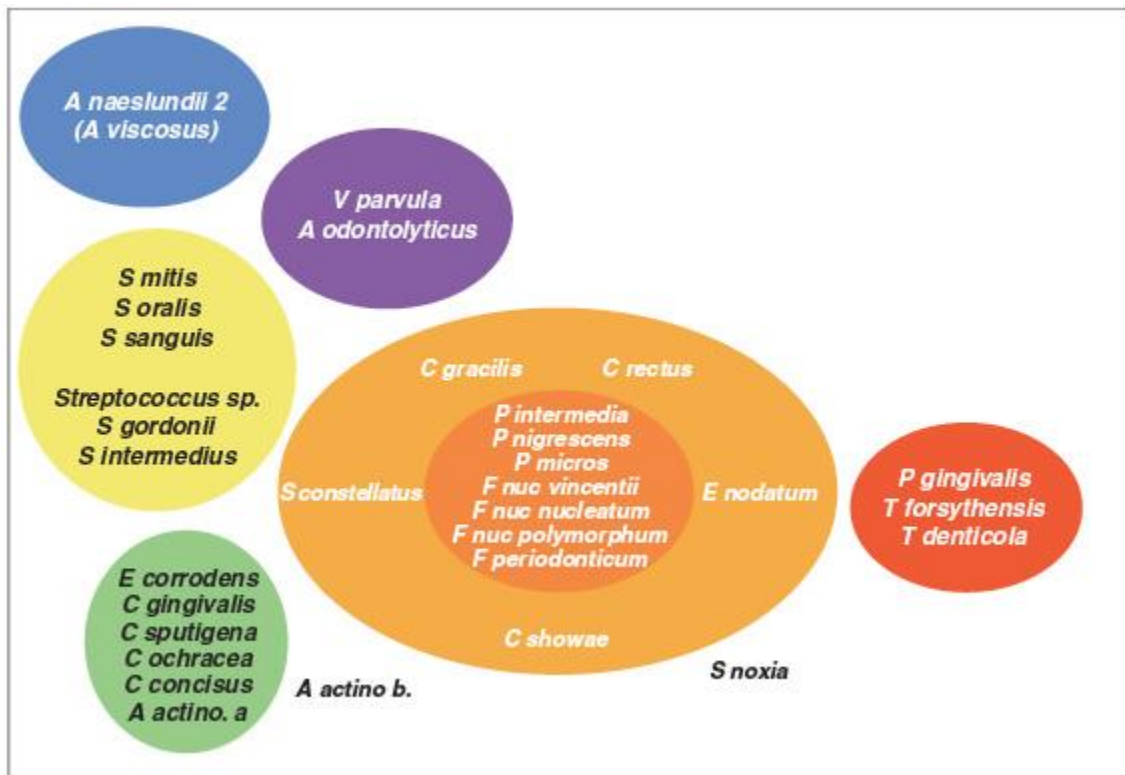 A naeslundii 2
(A viscosus)
V parvula
A odontolyticus
S mitis
S oralis
S sanguis
Streptococcus sp.
S gordonii
S intermedius
C gracilis
C rectus
P intermedia
P nigrescens
P micros
F nuc vincentii
F nuc nucleatum
F nuc polymorphum
F periodonticum
S constellatus
E nodatum
C showae
P gingivalis
T forsythensis
T denticola
E corrodens
C gingivalis
C sputigena
C ochracea
C concisus
A actino. a
A actino b.
S noxia